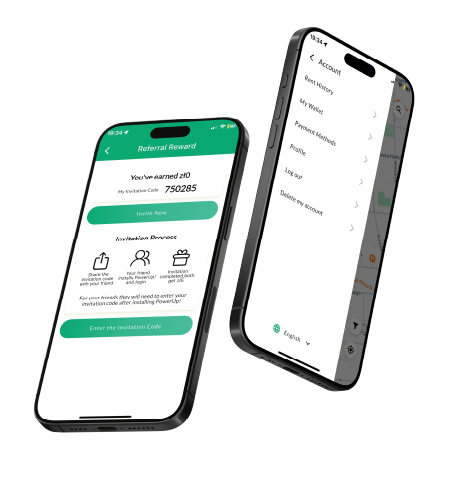 19:34
Referral Reward
You've earned zł0
My Invitation Code 750285
Invite Now
Invitation Process
Share the
invitation code
with your friend
Your friend
installs PowerUp!
and login
Invitation
completed,both
get zł5
For your friends they will need to enter your
invitation code after installing PowerUp!
Enter the Invitation Code
19:34
Account
Rent History
My Wallet
Payment Methods
Profile
Log out
Delete my account
English